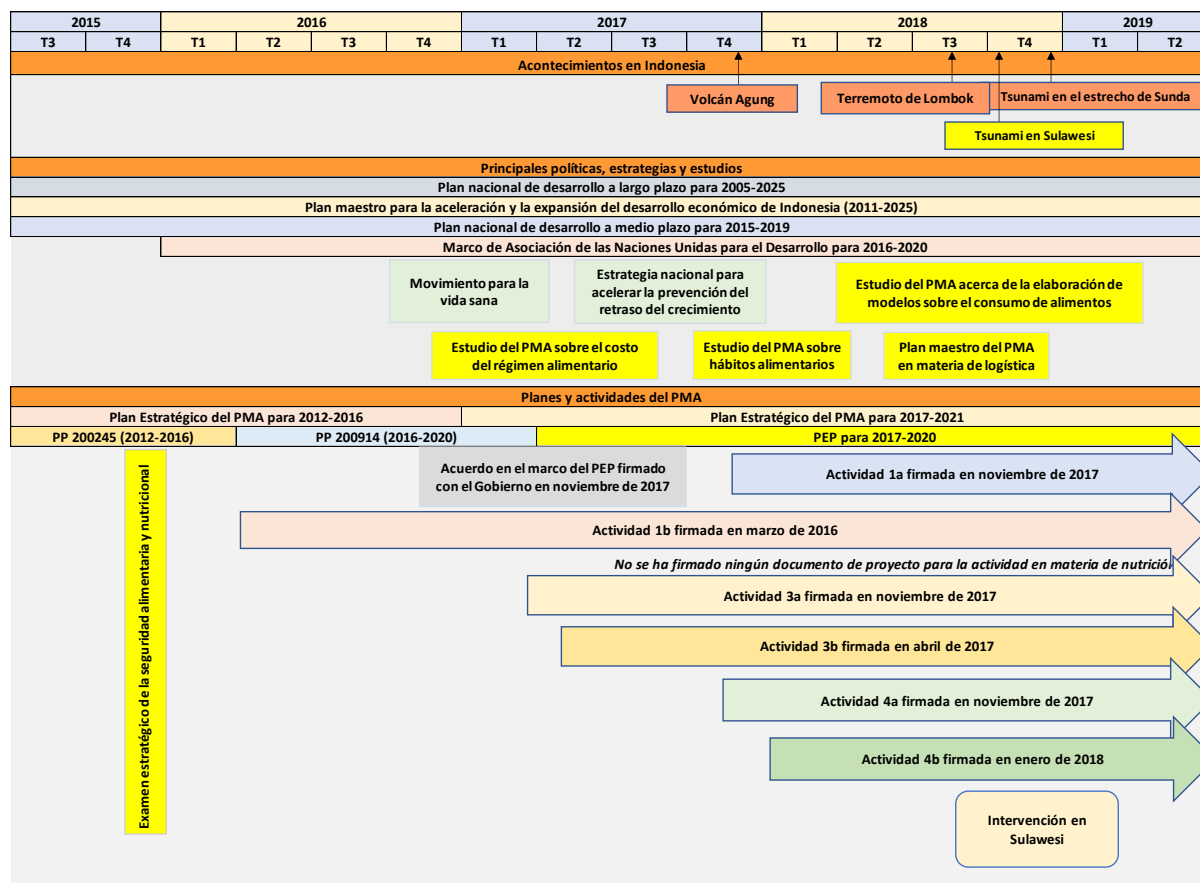 2015 2016 2017 2018 2019
T3 T4 T1 T2 T3 T4 T1 T2 T3 T4 T1 T2 T3 T4 T1 T2
Acontecimientos en Indonesia
Volcán Agung
Terremoto de Lombok
Tsunami en el estrecho de Sunda
Tsunami en Sulawesi
Principales políticas, estrategias y estudios
Plan nacional de desarrollo a largo plazo para 2005-2025
Plan maestro para la aceleración y la expansión del desarrollo económico de Indonesia (2011-2025)
Plan nacional de desarrollo a medio plazo para 2015-2019
Marco de Asociación de las Naciones Unidas para el Desarrollo para 2016-2020
Movimiento para la
vida sana
Estrategia nacional para
acelerar la prevención del
retraso del crecimiento
Estudio del PMA acerca de la elaboración de
modelos sobre el consumo de alimentos
Estudio del PMA sobre el costo
del régimen alimentario
Estudio del PMA sobre
hábitos alimentarios
Plan maestro del PMA
en materia de logística
Planes y actividades del PMA
Plan Estratégico del PMA para 2012-2016
Plan Estratégico del PMA para 2017-2021
PP 200245 (2012-2016)
PP 200914 (2016-2020)
PEP para 2017-2020
Examen estratégico de la seguridad alimentaria y nutricional
Acuerdo en el marco del PEP firmado
con el Gobierno en noviembre de 2017
Actividad 1a firmada en noviembre de 2017
Actividad 1b firmada en marzo de 2016
No se ha firmado ningún documento de proyecto para la actividad en materia de nutrición
Actividad 3a firmada en noviembre de 2017
Actividad 3b firmada en abril de 2017
Actividad 4a firmada en noviembre de 2017
Actividad 4b firmada en enero de 2018
Intervención en
Sulawesi